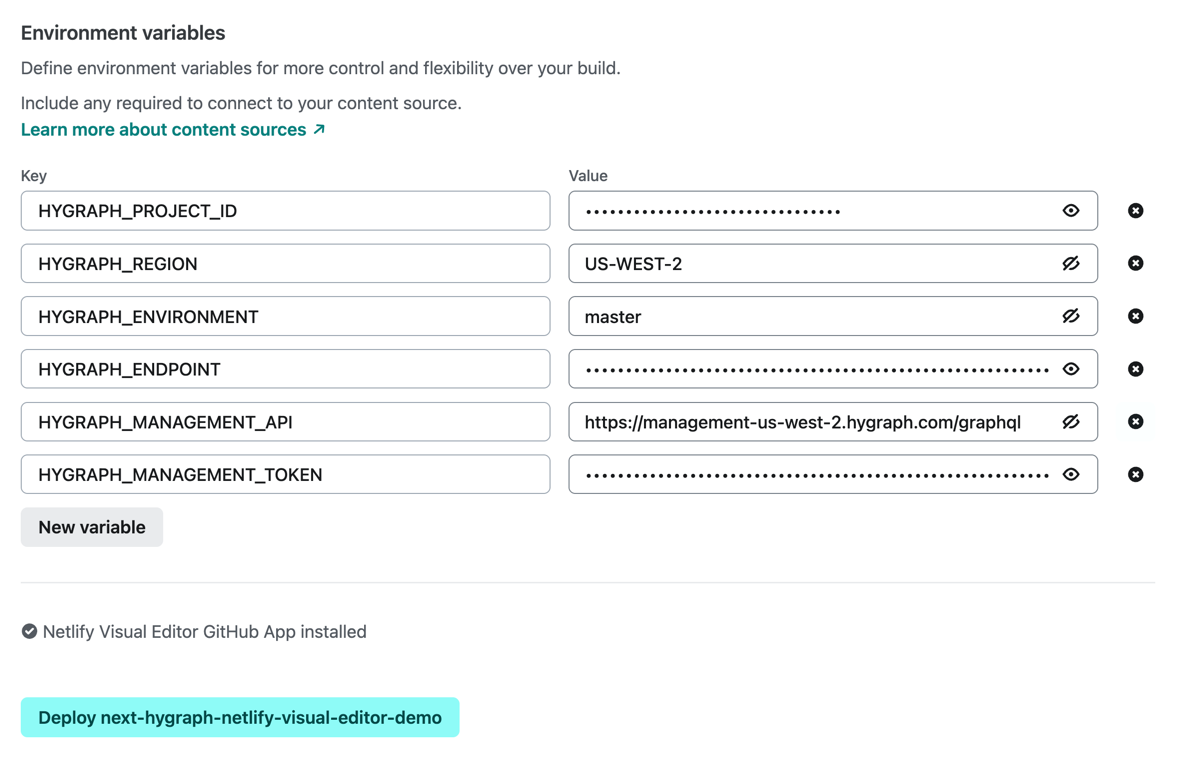 Environment variables
Define environment variables for more control and flexibility over your build.
Include any required to connect to your content source.
Learn more about content sources ↗
Key Value
HYGRAPH_PROJECT_ID ••••••••••••••••••••••••••••••••
HYGRAPH_REGION US-WEST-2
HYGRAPH_ENVIRONMENT master
HYGRAPH_ENDPOINT ••••••••••••••••••••••••••••••••••••••••••••••••••••••••••
HYGRAPH_MANAGEMENT_API https://management-us-west-2.hygraph.com/graphql
HYGRAPH_MANAGEMENT_TOKEN ••••••••••••••••••••••••••••••••••••••••••••••••••••••••••
New variable
Netlify Visual Editor GitHub App installed
Deploy next-hygraph-netlify-visual-editor-demo